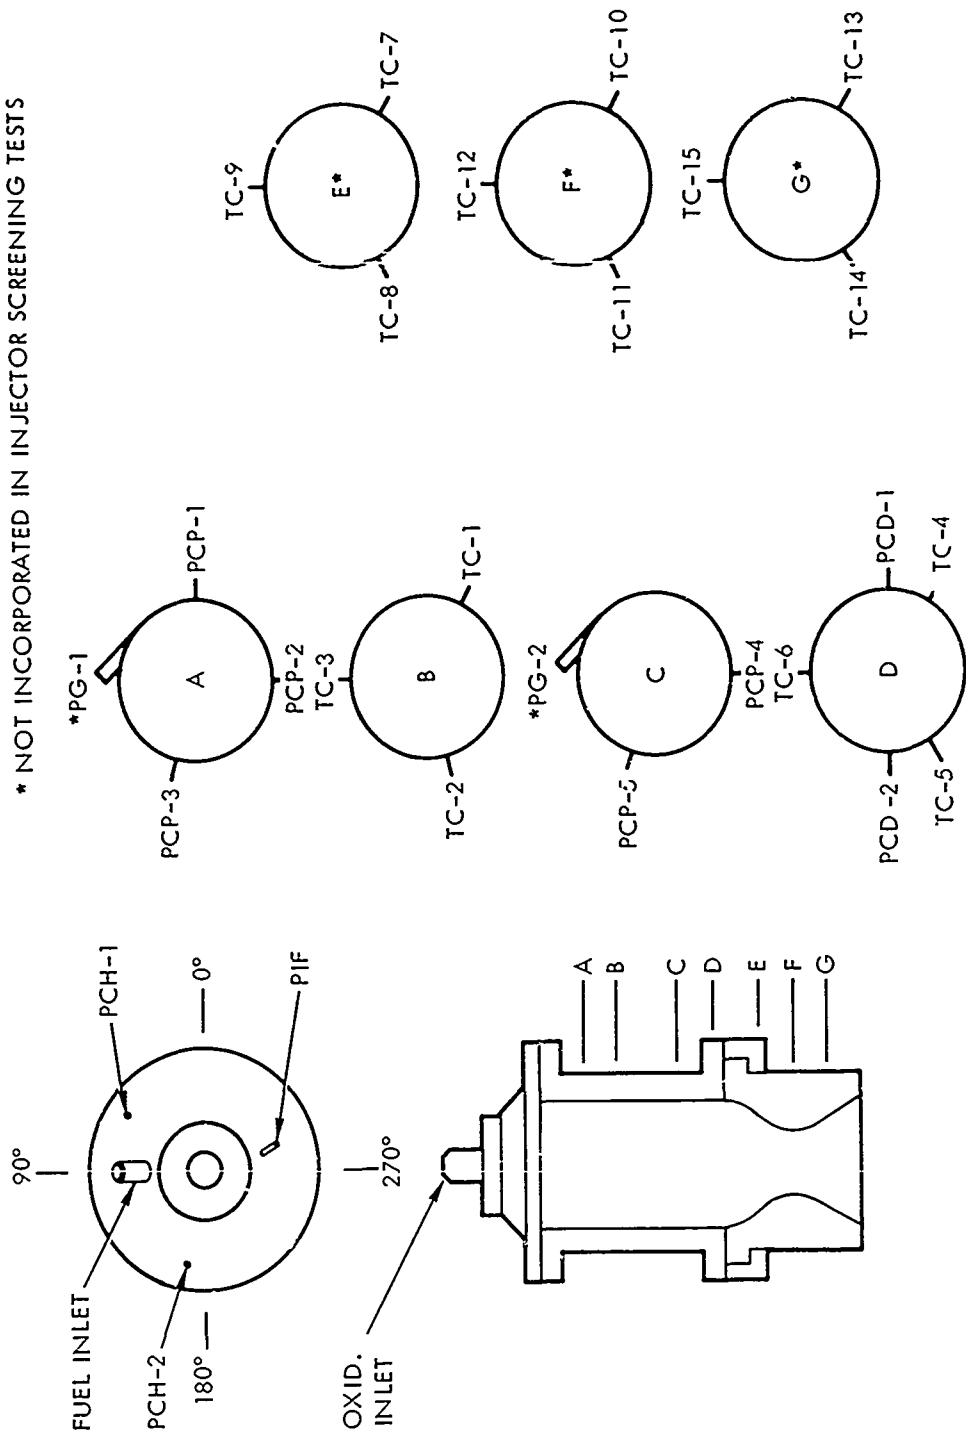 * NOT INCORPORATED IN INJECTOR SCREENING TESTS
90°
FUEL INLET
PCH-1
0°
PCH-2
180°
PIF
270°
OXID.
INLET
A
B
C
D
E
F
G
*PG-1
PCP-3
A
PCP-1
PCP-2
TC-3
B
TC-2
TC-1
*PG-2
PCP-5
C
PCP-4
TC-6
PCD-2
D
PCD-1
TC-5
TC-4
TC-9
E*
TC-8
TC-7
TC-12
F*
TC-11
TC-10
TC-15
G*
TC-14
TC-13